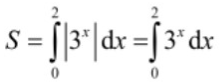 S = ∫₀² |3ˣ| dx = ∫₀² 3ˣ dx